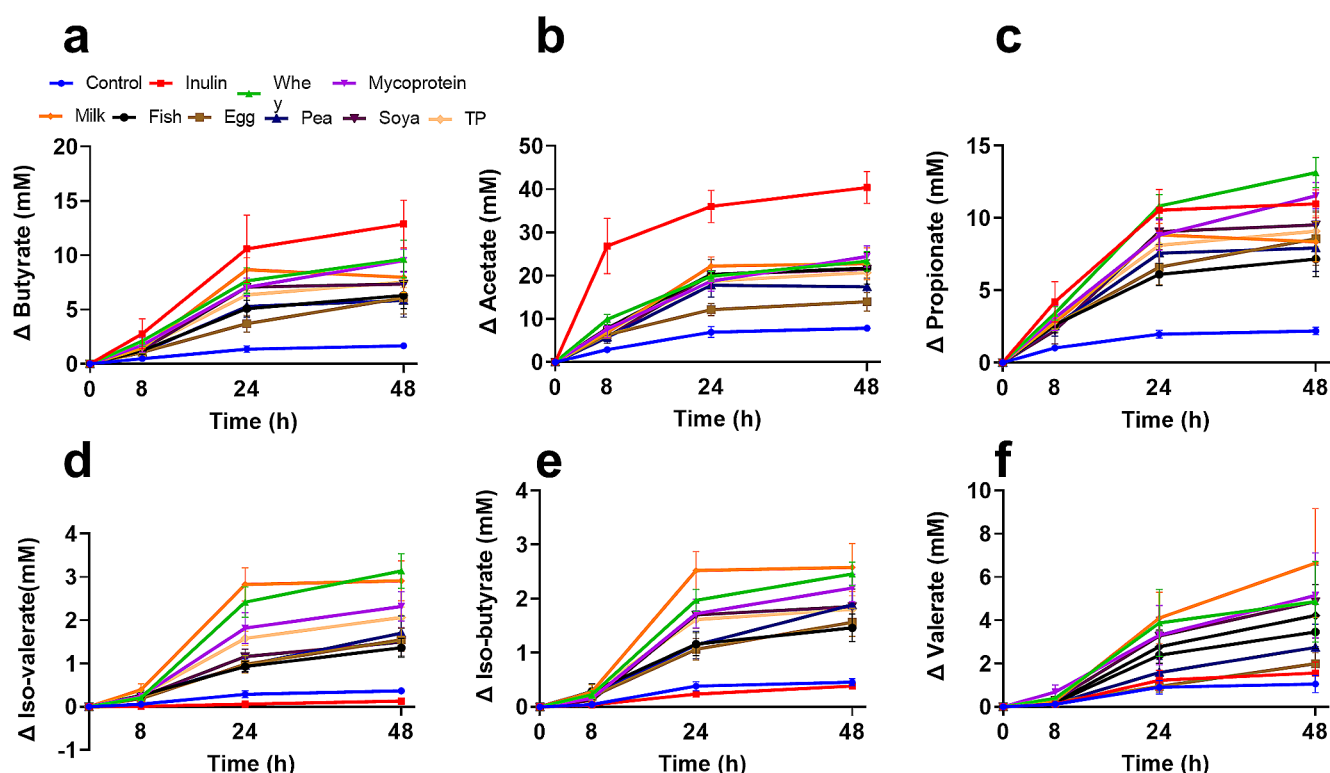 a
b
c
Control Inulin Whe Mycoprotein
y
Milk Fish Egg Pea Soya TP
Δ Butyrate (mM)
20
15
10
5
0
0 8 24 48
Time (h)
Δ Acetate (mM)
50
40
30
20
10
0
0 8 24 48
Time (h)
Δ Propionate (mM)
15
10
5
0
0 8 24 48
Time (h)
d
e
f
Δ Iso-valerate(mM)
4
3
2
1
0
-1
8 24 48
Time (h)
Δ Iso-butyrate (mM)
4
3
2
1
0
0 8 24 48
Time (h)
Δ Valerate (mM)
10
8
6
4
2
0
0 8 24 48
Time (h)